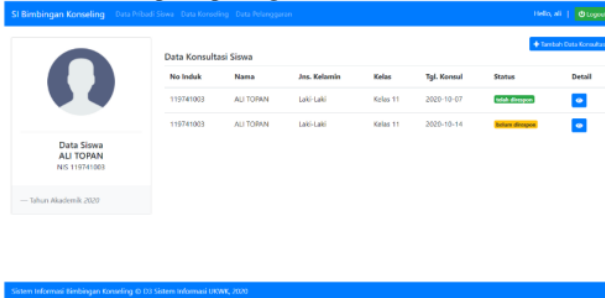 SI Bimbingan Konseling Data Pribadi Siswa Data Konseling Data Pelanggaran Hello, ali | Logout
Tambah Data Konsultasi
Data Konsultasi Siswa
No Induk Nama Jns. Kelamin Kelas Tgl. Konsul Status Detail
119741003 ALI TOPAN Laki-Laki Kelas 11 2020-10-07 telah direspon
119741003 ALI TOPAN Laki-Laki Kelas 11 2020-10-14 belum direspon
Data Siswa
ALI TOPAN
NIS 119741003
— Tahun Akademik 2020
Sistem Informasi Bimbingan Konseling © D3 Sistem Informasi UKWK, 2020